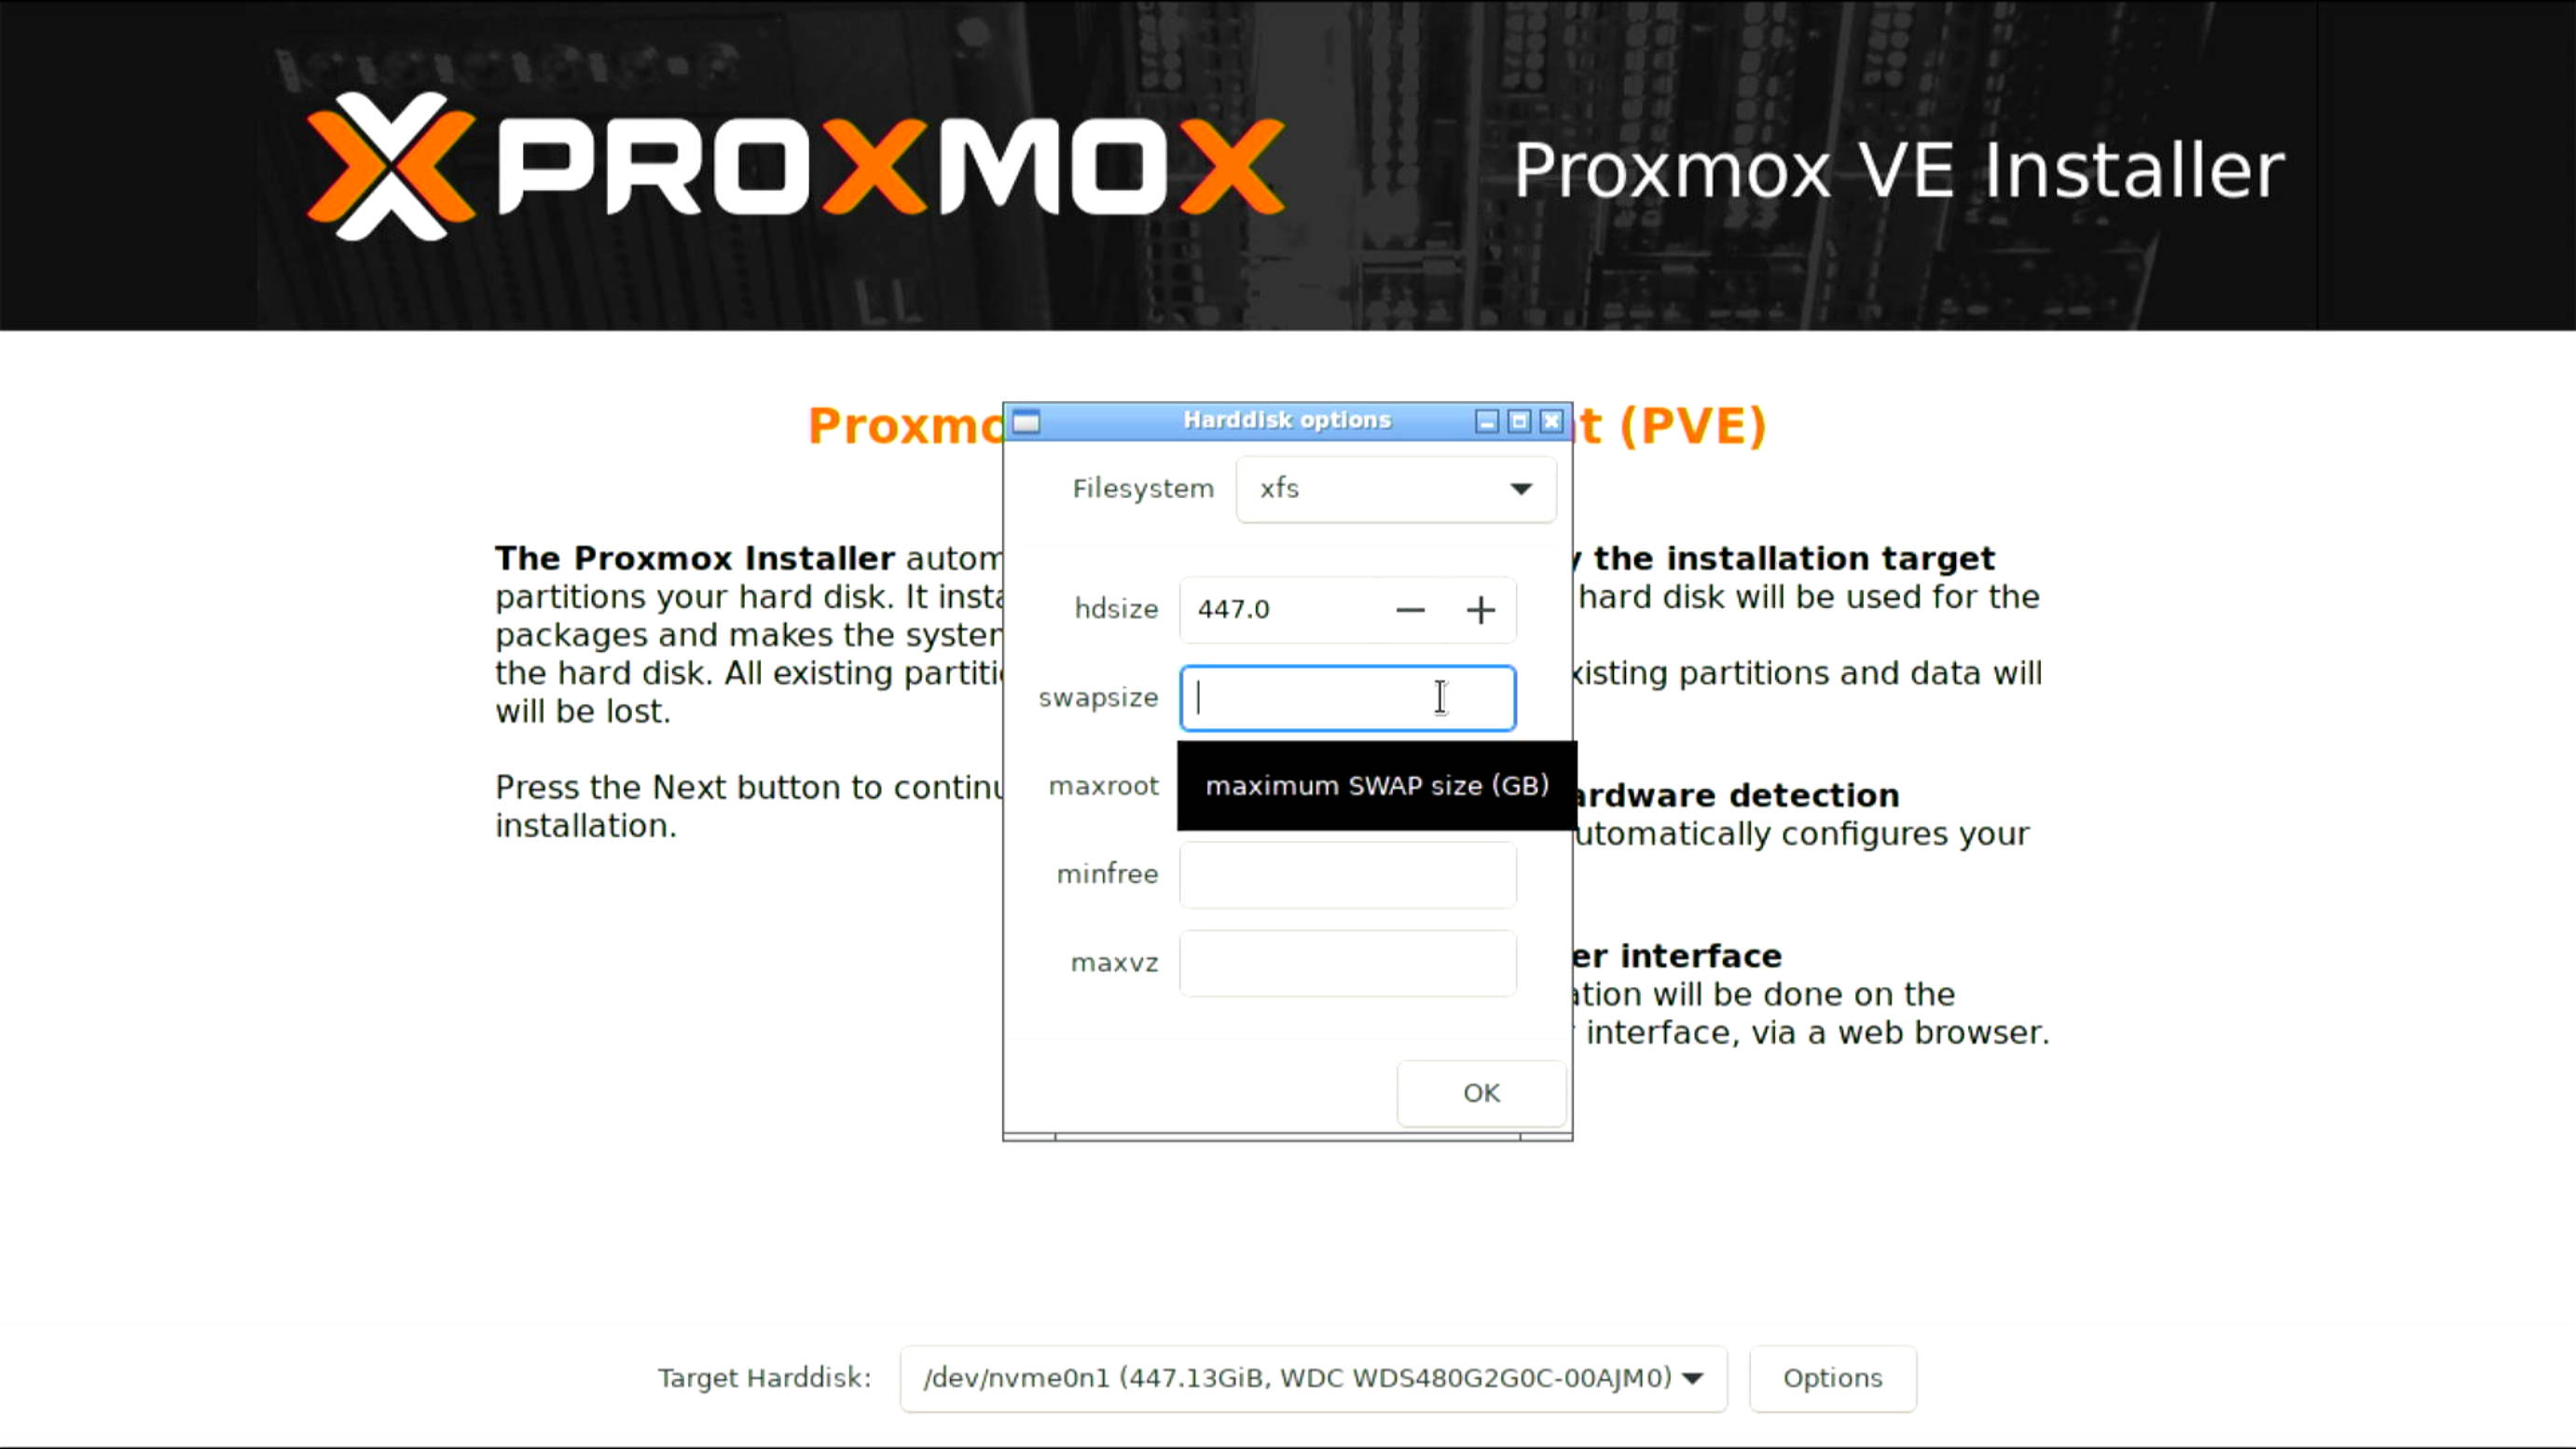 PROXMOX
Proxmox VE Installer
Proxmo
t (PVE)
Harddisk options
Filesystem xfs
hdsize 447.0
swapsize
maxroot
maximum SWAP size (GB)
minfree
maxvz
OK
The Proxmox Installer autom
partitions your hard disk. It insta
packages and makes the system
the hard disk. All existing partiti
will be lost.
Press the Next button to continu
installation.
y the installation target
hard disk will be used for the
xisting partitions and data will
ardware detection
utomatically configures your
er interface
ation will be done on the
interface, via a web browser.
Target Harddisk: /dev/nvme0n1 (447.13GiB, WDC WDS480G2G0C-00AJM0) Options